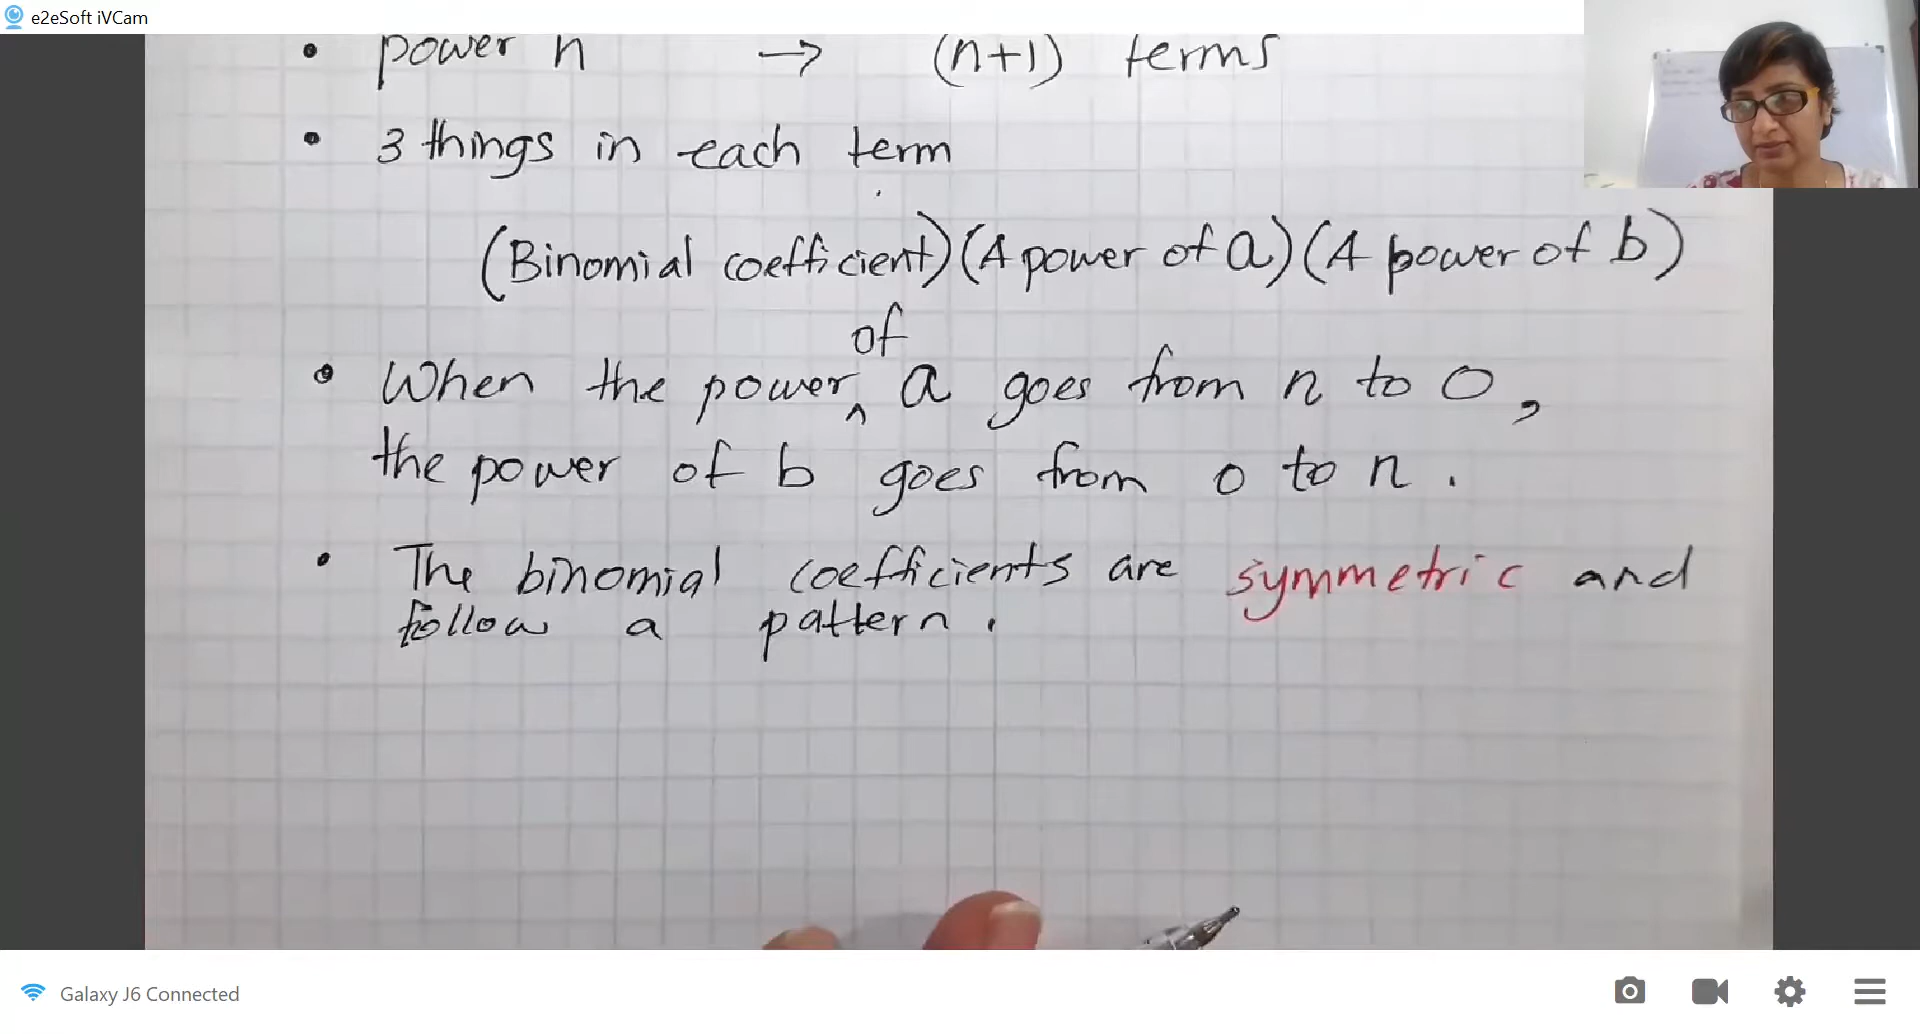 e2eSoft iVCam
• power n → (n+1) terms
• 3 things in each term
(Binomial coefficient)(A power of a)(A power of b)
of
• When the power ^ a goes from n to 0,
the power of b goes from 0 to n.
• The binomial coefficients are symmetric and
follow a pattern.
Galaxy J6 Connected